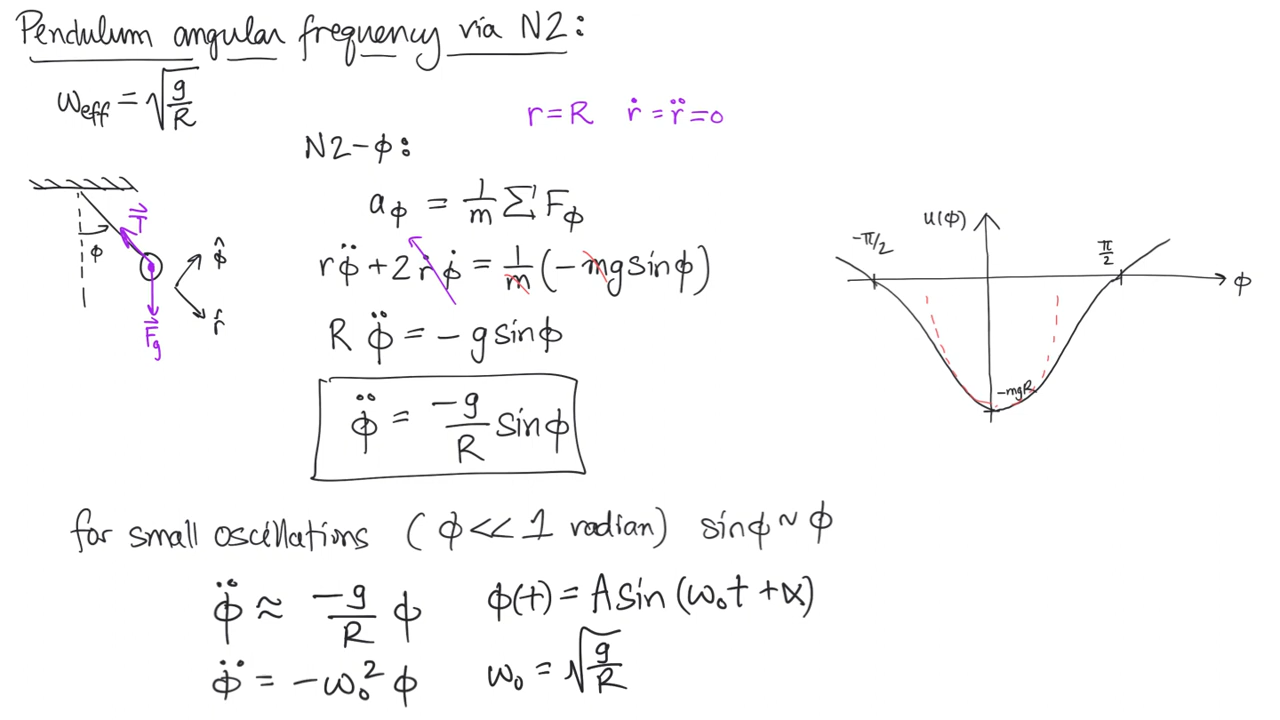 Pendulum angular frequency via N2:
ω_eff = √(g/R)
r = R   ṙ = r̈ = 0
N2-ϕ:
a_ϕ = 1/m Σ F_ϕ
rϕ̈ + 2ṙϕ̇ = 1/m (-mg sinϕ)
R ϕ̈ = -g sinϕ
ϕ̈ = -g/R sinϕ
T⃗
ϕ
ϕ̂
r̂
F⃗_g
u(ϕ)
-π/2
π/2
ϕ
-mgR
for small oscillations (ϕ << 1 radian) sinϕ ~ ϕ
ϕ̈ ≈ -g/R ϕ   ϕ(t) = A sin(ω₀t + α)
ϕ̈ = -ω₀² ϕ   ω₀ = √(g/R)